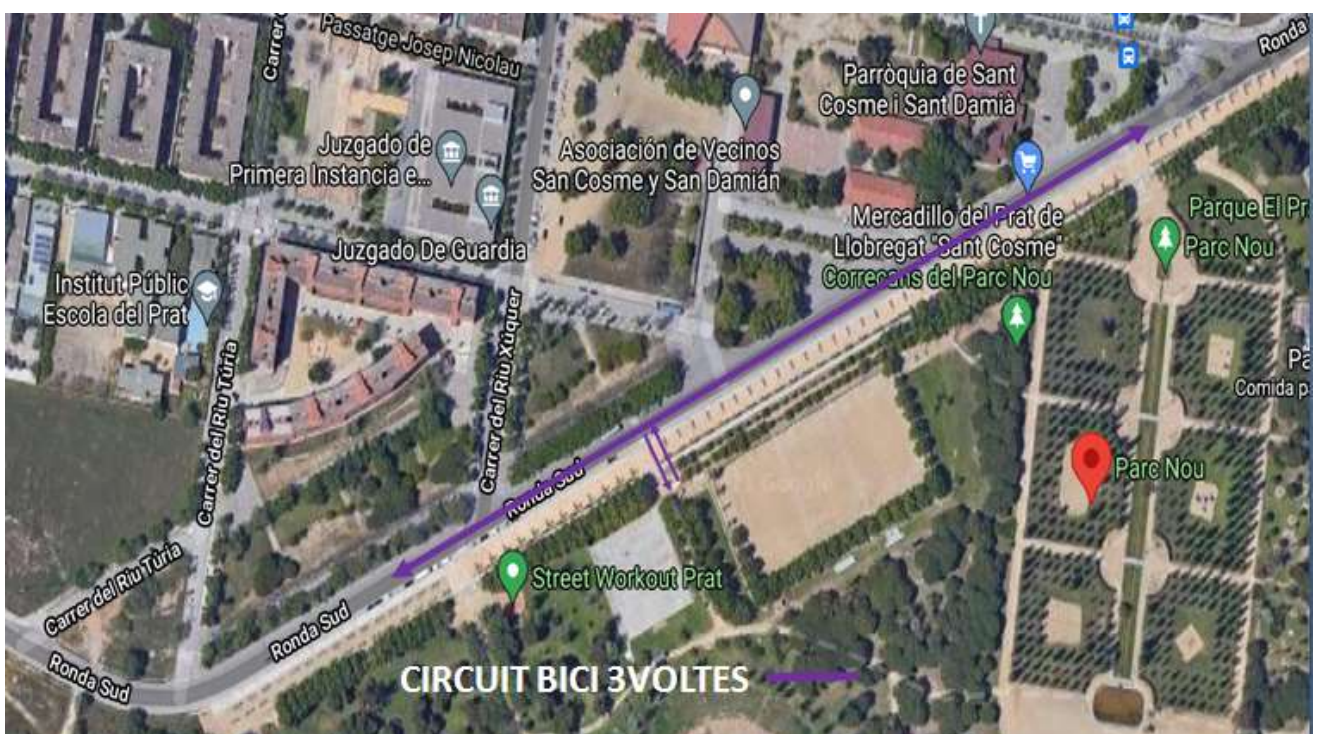 Passatge Josep Nicolau
Ronda
Parròquia de Sant
Cosme i Sant Damià
Juzgado de
Primera Instancia e...
Asociación de Vecinos
San Cosme y San Damián
Juzgado De Guardia
Mercadillo del Prat de
Llobregat "Sant Cosme"
Correcans del Parc Nou
Parque El Pr
Parc Nou
Institut Públic
Escola del Prat
Carrer del Riu Túria
Carrer del Riu Xúquer
Comida p
Parc Nou
Ronda Sud
Street Workout Prat
Carrer del Riu Túria
Ronda Sud
Ronda Sud
CIRCUIT BICI 3VOLTES